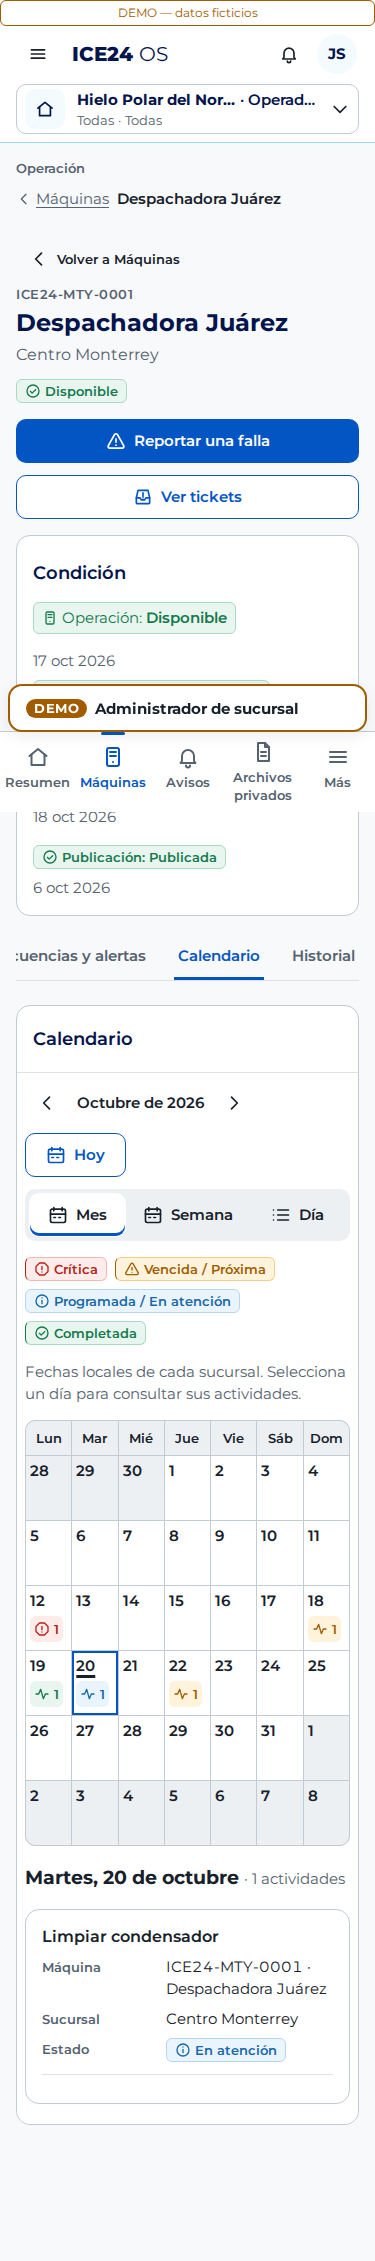 DEMO — datos ficticios
ICE24 OS
JS
Hielo Polar del Nor... · Operad...
Todas · Todas
Operación
Máquinas Despachadora Juárez
Volver a Máquinas
ICE24-MTY-0001
Despachadora Juárez
Centro Monterrey
Disponible
Reportar una falla
Ver tickets
Condición
Operación: Disponible
17 oct 2026
DEMO Administrador de sucursal
Resumen Máquinas Avisos Archivos privados Más
18 oct 2026
Publicación: Publicada
6 oct 2026
cuencias y alertas Calendario Historial
Calendario
Octubre de 2026
Hoy
Mes Semana Día
Crítica Vencida / Próxima
Programada / En atención
Completada
Fechas locales de cada sucursal. Selecciona
un día para consultar sus actividades.
Lun Mar Mié Jue Vie Sáb Dom
28 29 30 1 2 3 4
5 6 7 8 9 10 11
12 13 14 15 16 17 18
1 1
19 20 21 22 23 24 25
1 1 1
26 27 28 29 30 31 1
2 3 4 5 6 7 8
Martes, 20 de octubre · 1 actividades
Limpiar condensador
Máquina ICE24-MTY-0001 ·
Despachadora Juárez
Sucursal Centro Monterrey
Estado En atención